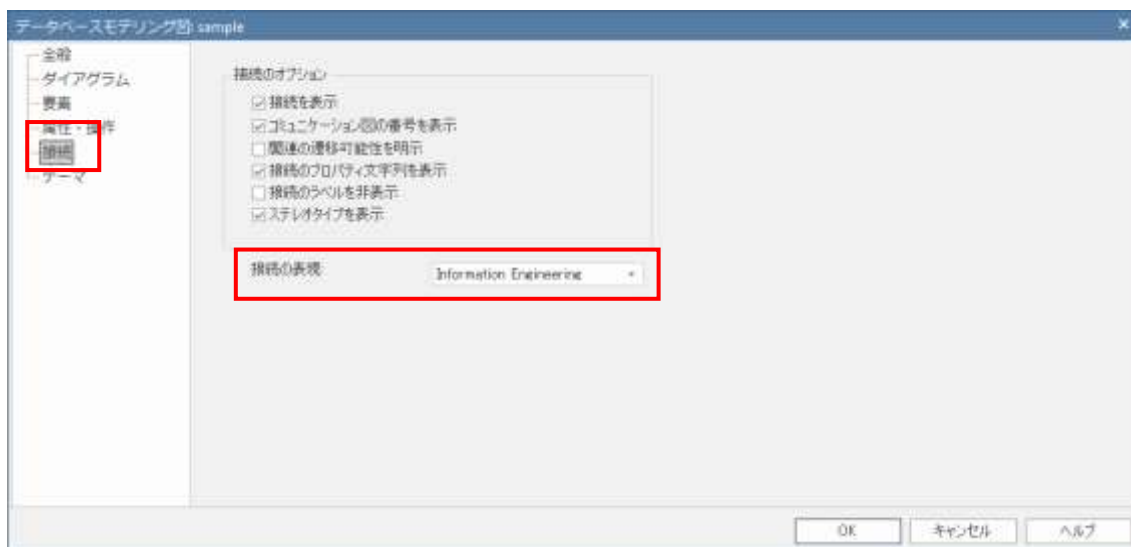 データベースモデリング図: sample
全般
ダイアグラム
要素
属性・操作
接続
テーマ
接続のオプション
接続を表示
コミュニケーション図の番号を表示
関連の遷移可能性を明示
接続のプロパティ文字列を表示
接続のラベルを非表示
ステレオタイプを表示
接続の表現
Information Engineering
OK
キャンセル
ヘルプ